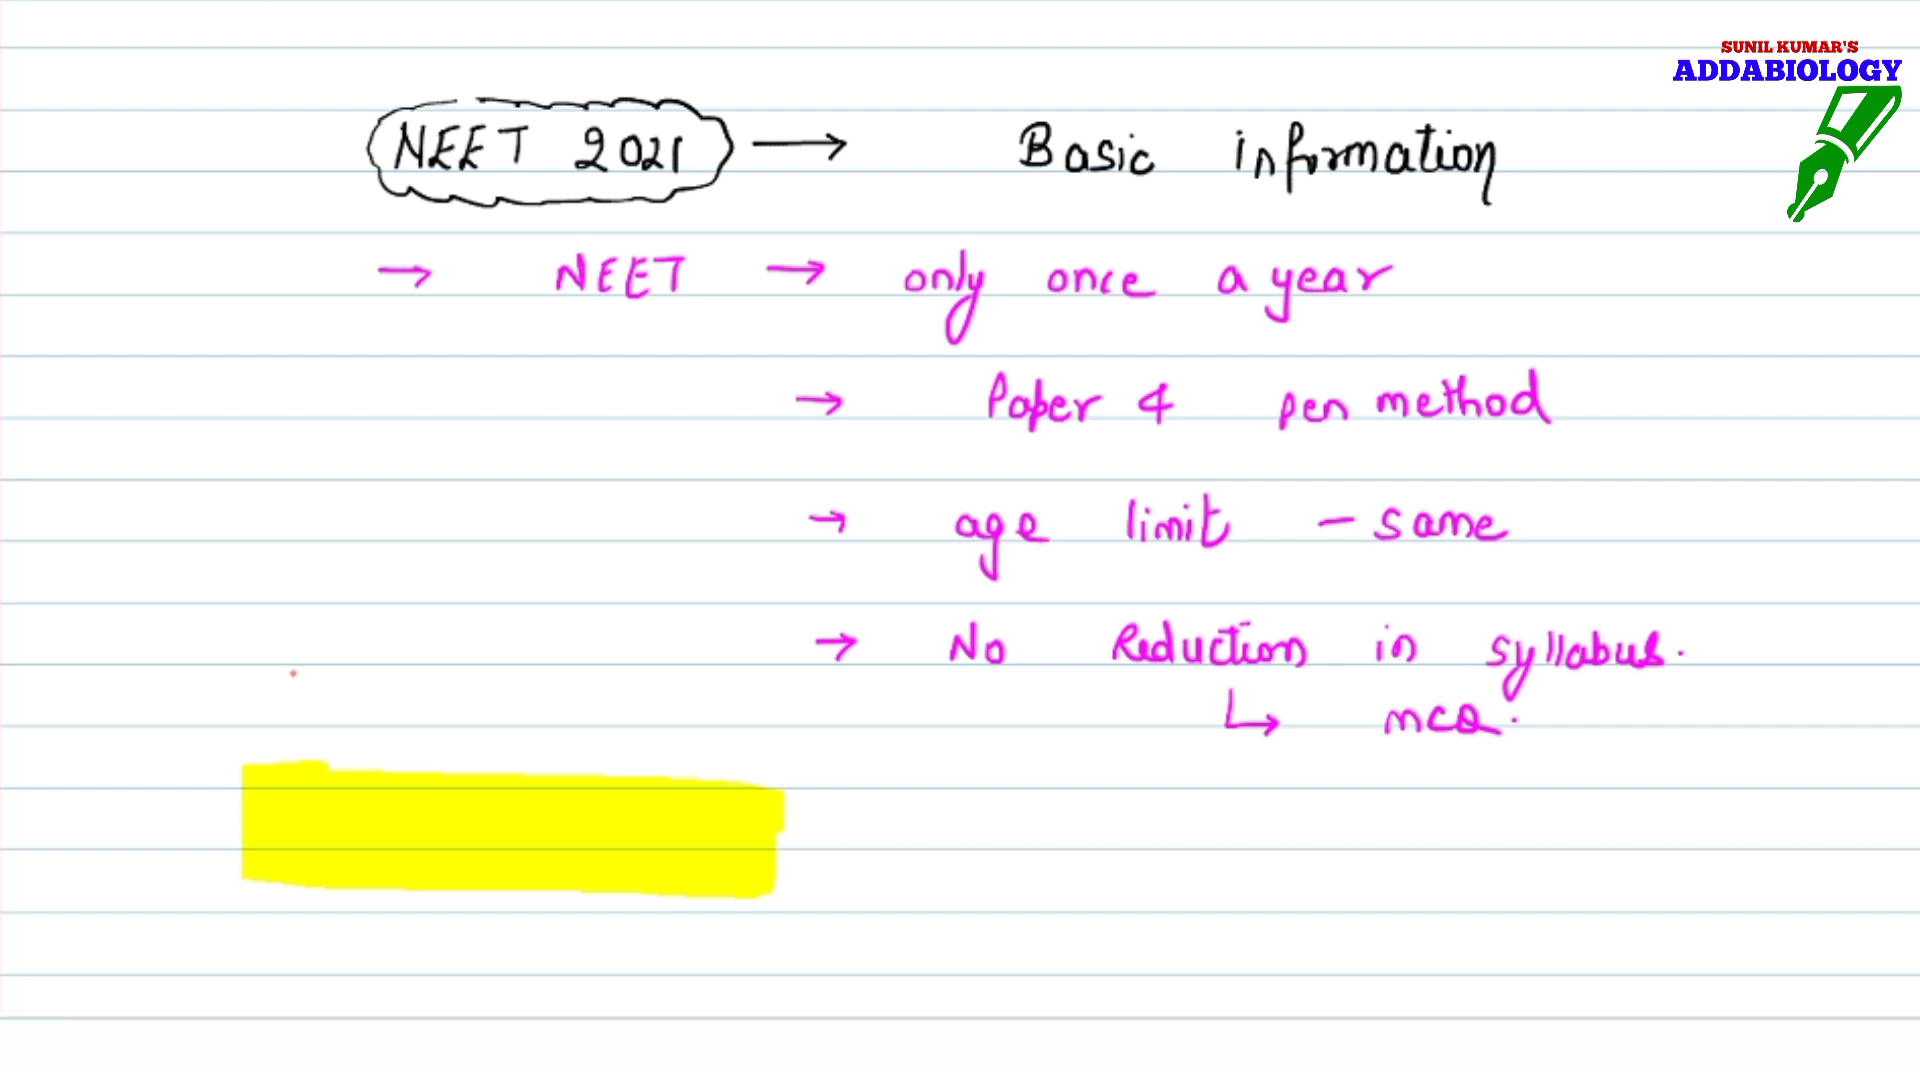 SUNIL KUMAR'S
ADDABIOLOGY
NEET 2021 → Basic information
→ NEET → only once a year
→ Paper & pen method
→ age limit - same
→ No Reduction in syllabus.
↳ mcq.